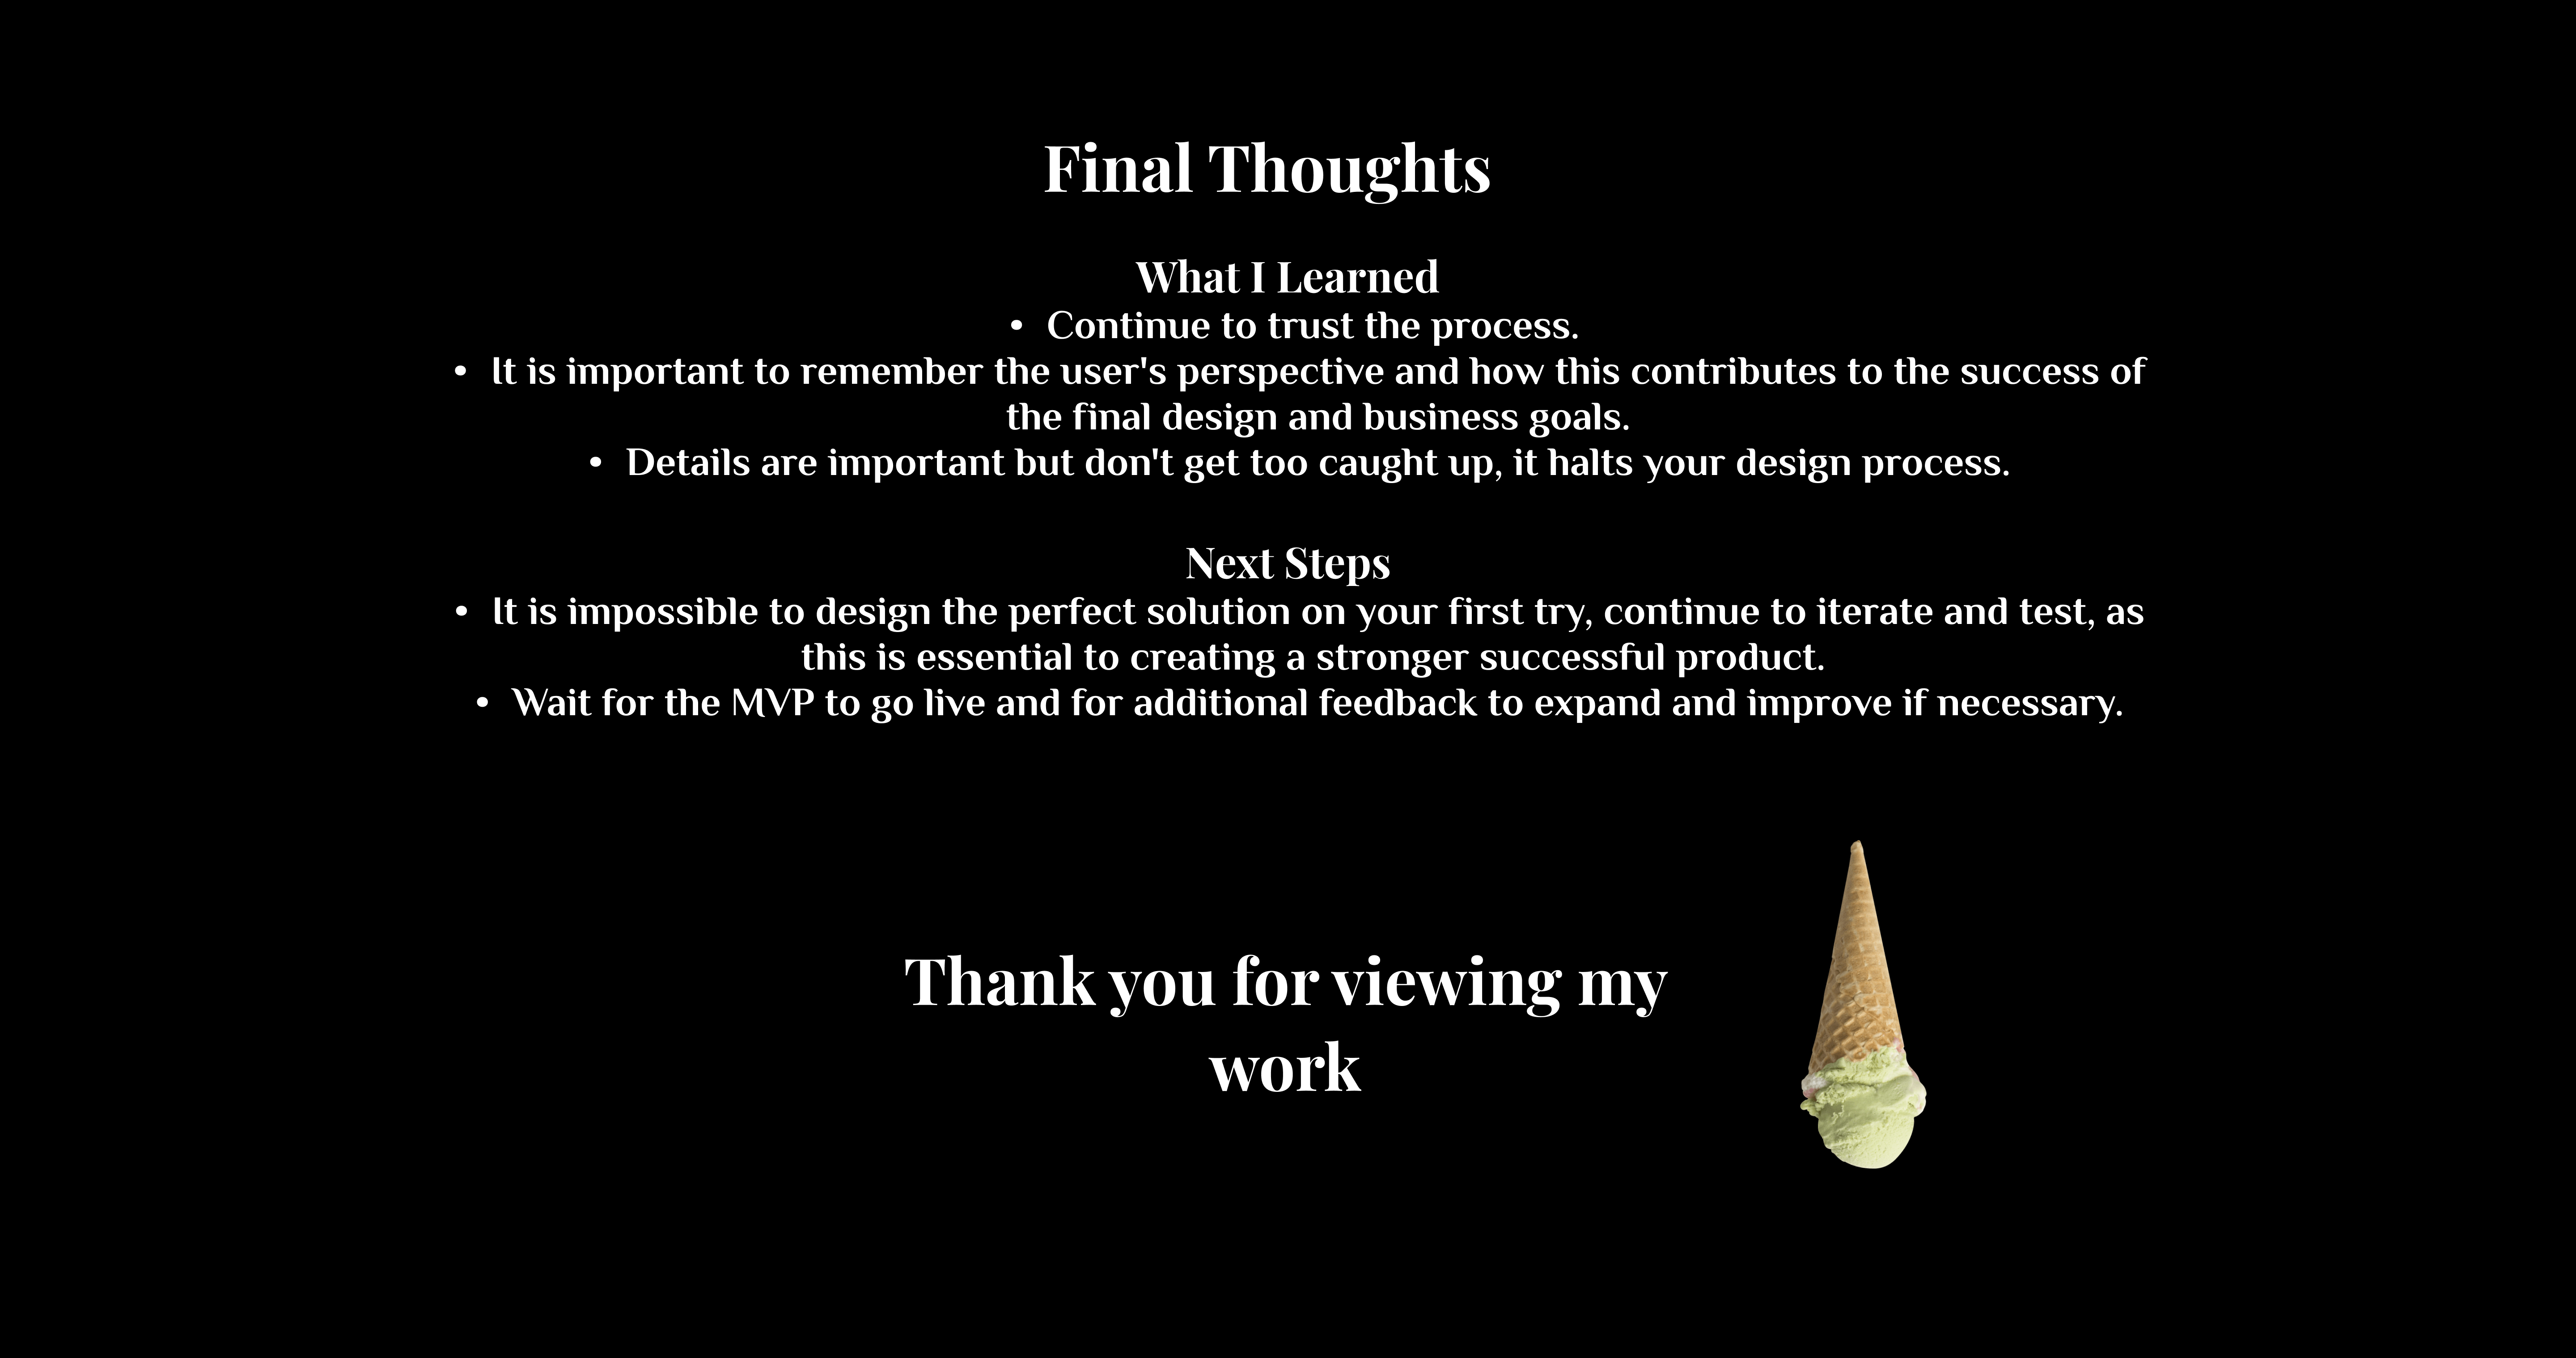 Final Thoughts
What I Learned
• Continue to trust the process.
• It is important to remember the user's perspective and how this contributes to the success of
the final design and business goals.
• Details are important but don't get too caught up, it halts your design process.
Next Steps
• It is impossible to design the perfect solution on your first try, continue to iterate and test, as
this is essential to creating a stronger successful product.
• Wait for the MVP to go live and for additional feedback to expand and improve if necessary.
Thank you for viewing my
work